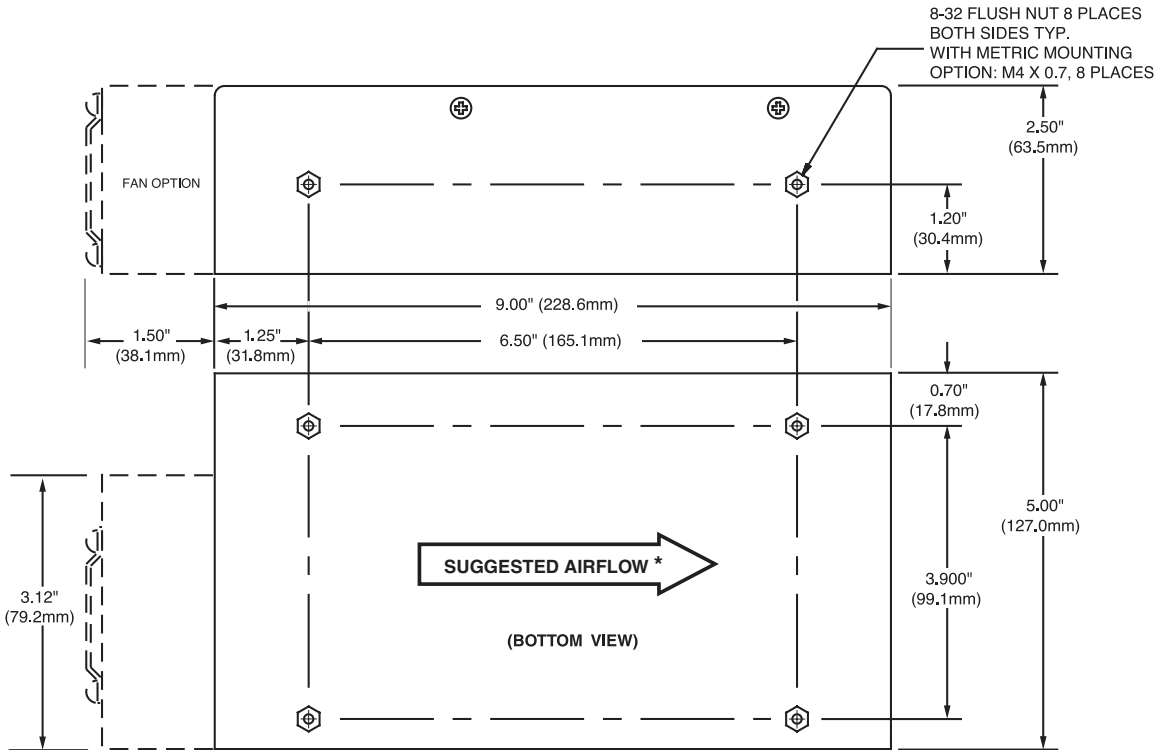 8-32 FLUSH NUT 8 PLACES
BOTH SIDES TYP.
WITH METRIC MOUNTING
OPTION: M4 X 0.7, 8 PLACES
2.50"
(63.5mm)
FAN OPTION
1.20"
(30.4mm)
9.00" (228.6mm)
1.50"
(38.1mm)
1.25"
(31.8mm)
6.50" (165.1mm)
0.70"
(17.8mm)
5.00"
(127.0mm)
SUGGESTED AIRFLOW *
3.900"
(99.1mm)
3.12"
(79.2mm)
(BOTTOM VIEW)